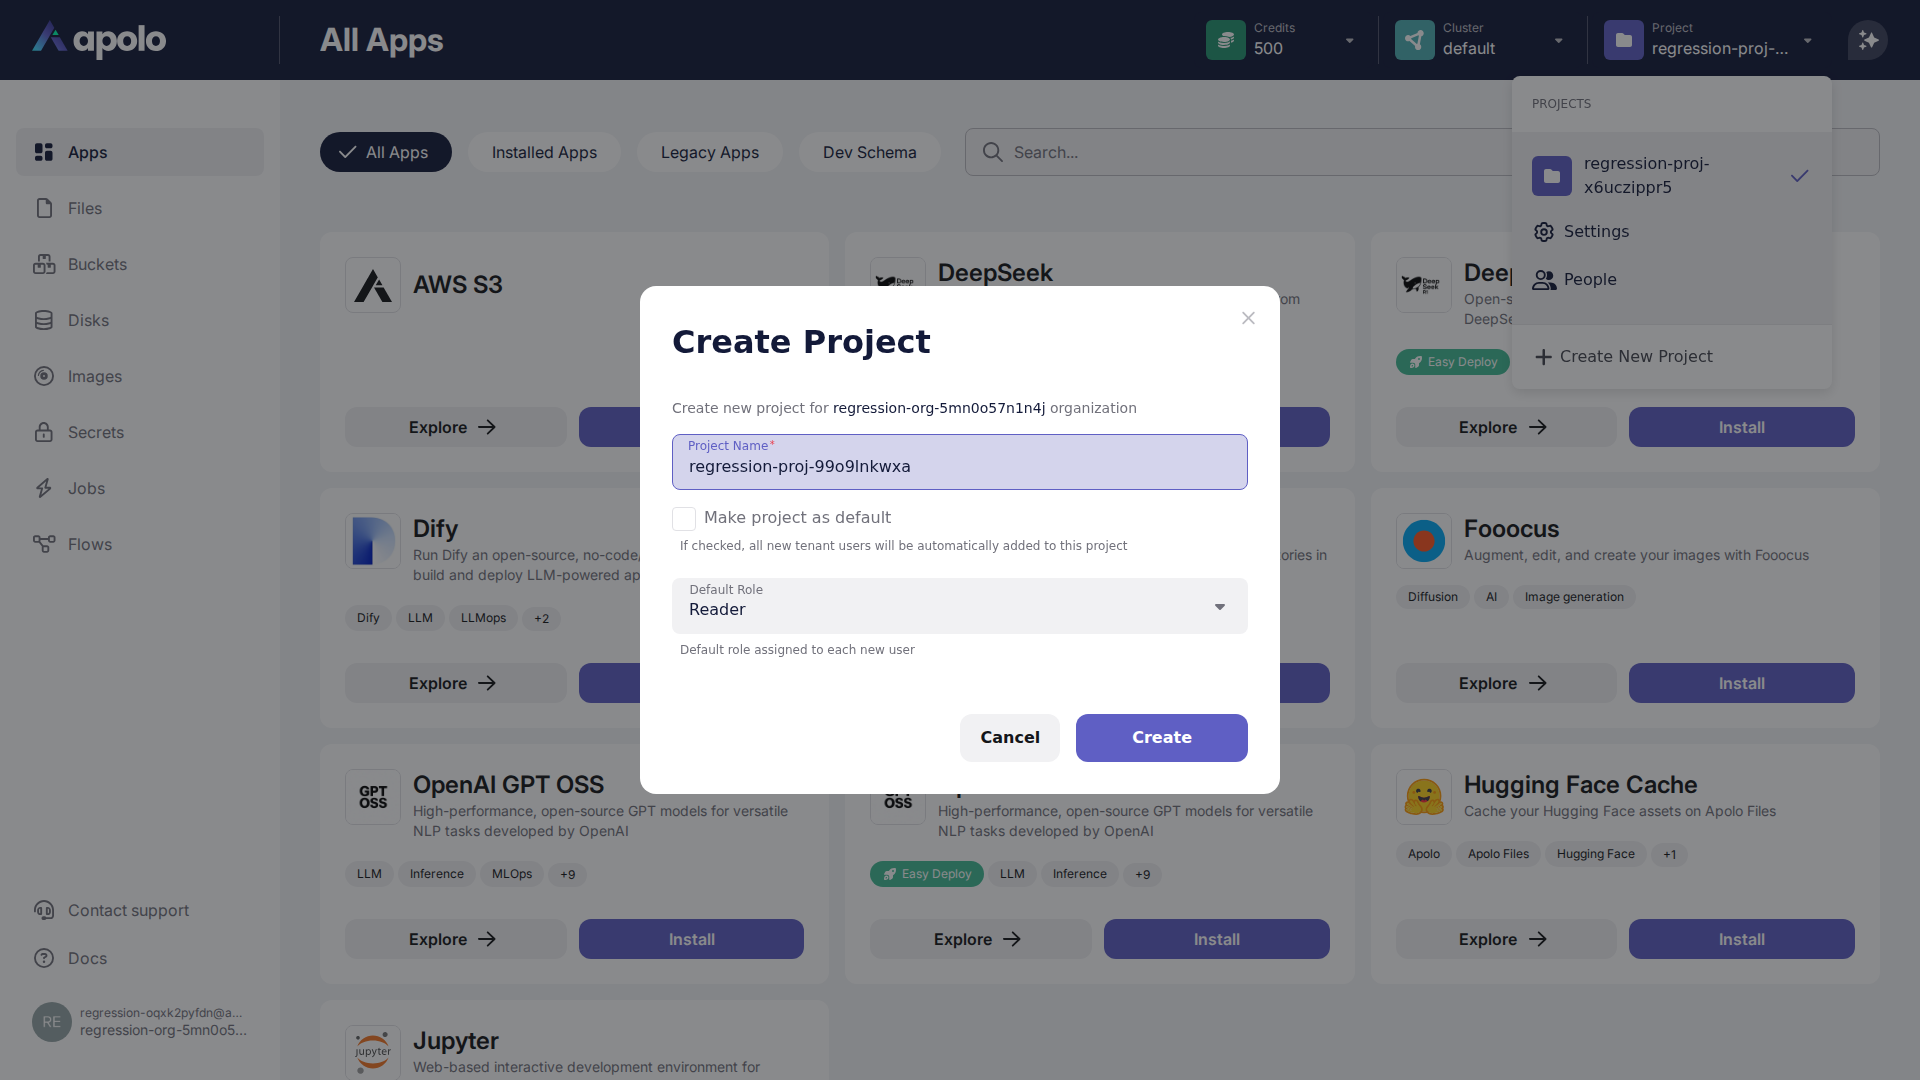 apolo
All Apps
Credits
500
Cluster
default
Project
regression-proj-...
PROJECTS
regression-proj-
x6uczippr5
Settings
People
Create New Project
Apps
Files
Buckets
Disks
Images
Secrets
Jobs
Flows
Contact support
Docs
RE
regression-oqxk2pyfdn@a...
regression-org-5mn0o5...
All Apps
Installed Apps
Legacy Apps
Dev Schema
Search...
AWS S3
Explore
DeepSeek
Deep
Seek
om
Deep
Seek
AI
Open-s
DeepSe
Easy Deploy
Explore
Install
Create Project
Create new project for regression-org-5mn0o57n1n4j organization
Project Name*
regression-proj-99o9lnkwxa
Make project as default
If checked, all new tenant users will be automatically added to this project
Default Role
Reader
Default role assigned to each new user
Cancel
Create
Dify
Run Dify an open-source, no-code,
build and deploy LLM-powered ap
Dify
LLM
LLMops
+2
Explore
ories in
Fooocus
Augment, edit, and create your images with Fooocus
Diffusion
AI
Image generation
Explore
Install
GPT
OSS
OpenAI GPT OSS
High-performance, open-source GPT models for versatile
NLP tasks developed by OpenAI
LLM
Inference
MLOps
+9
Explore
Install
OSS
High-performance, open-source GPT models for versatile
NLP tasks developed by OpenAI
Easy Deploy
LLM
Inference
+9
Explore
Install
Hugging Face Cache
Cache your Hugging Face assets on Apolo Files
Apolo
Apolo Files
Hugging Face
+1
Explore
Install
jupyter
Jupyter
Web-based interactive development environment for